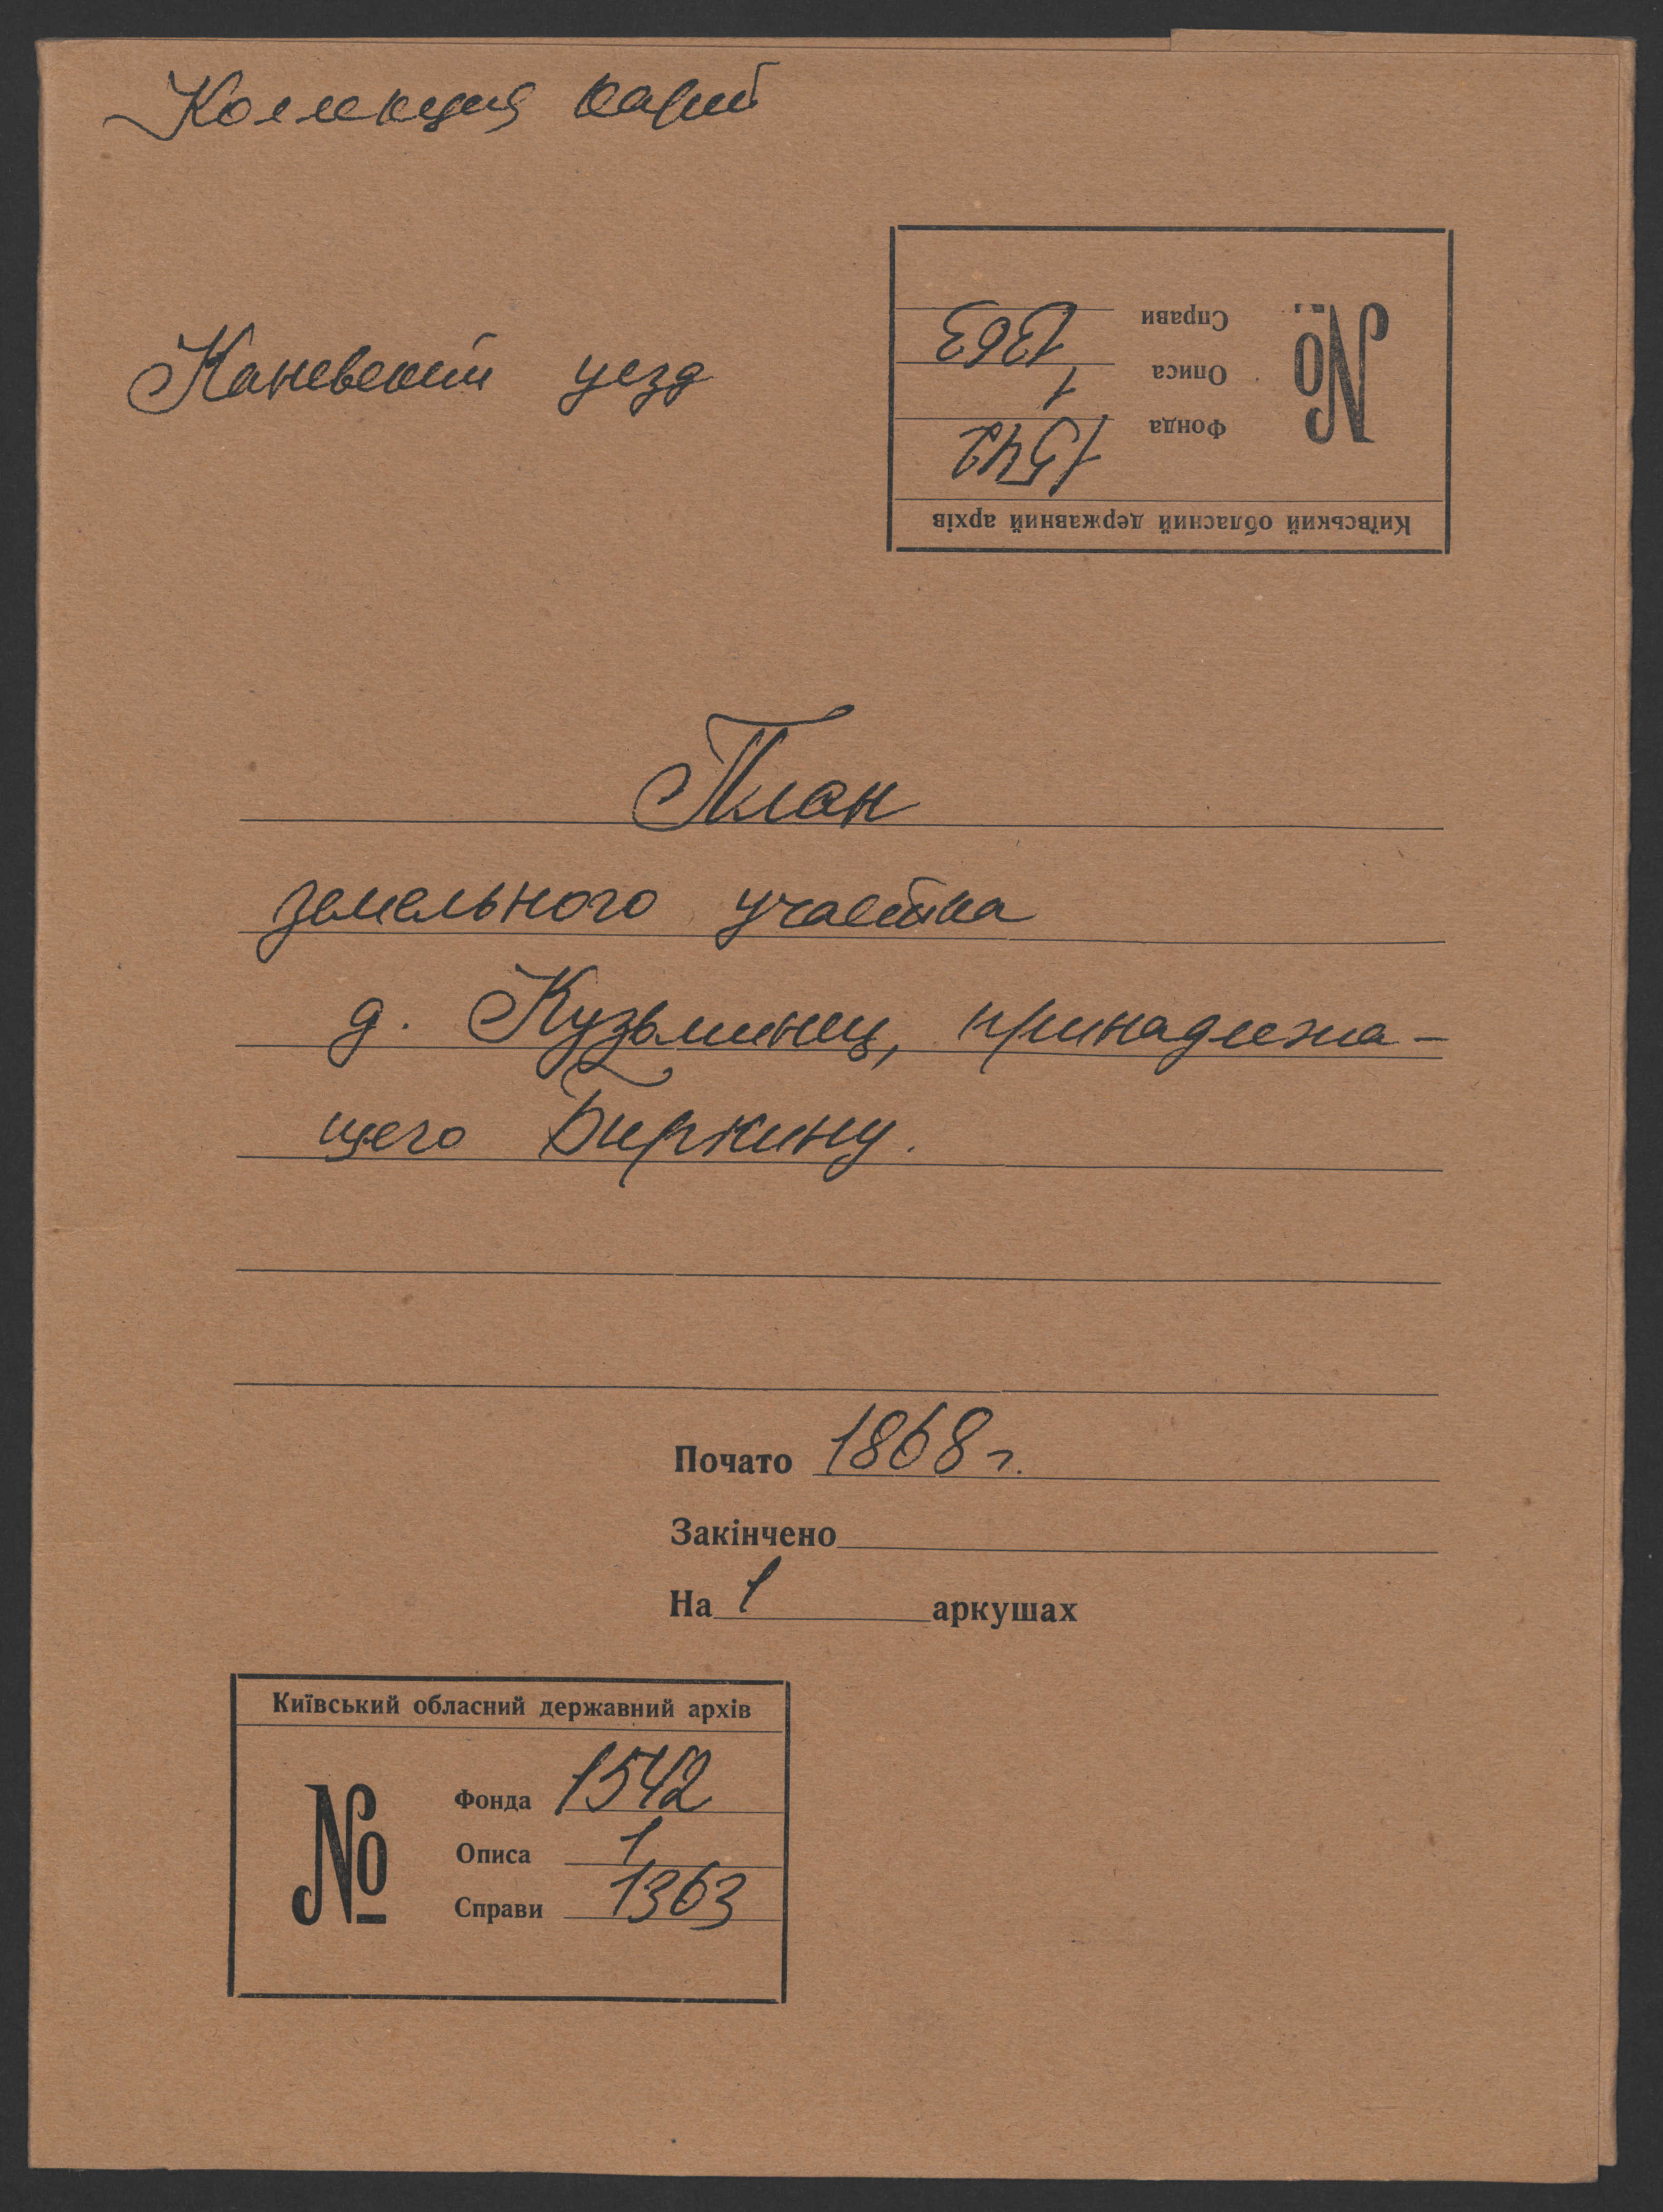 Коллекция карт
Каневский уезд
Справи 1363
Описа 1
Фонда 1542
№
Київський обласний державний архів
План
земельного участка
д. Кузьминец, принадлежа-
щего Биркину.
Почато 1868 г.
Закінчено
На 1 аркушах
Київський обласний державний архів
№
Фонда 1542
Описа 1
Справи 1363